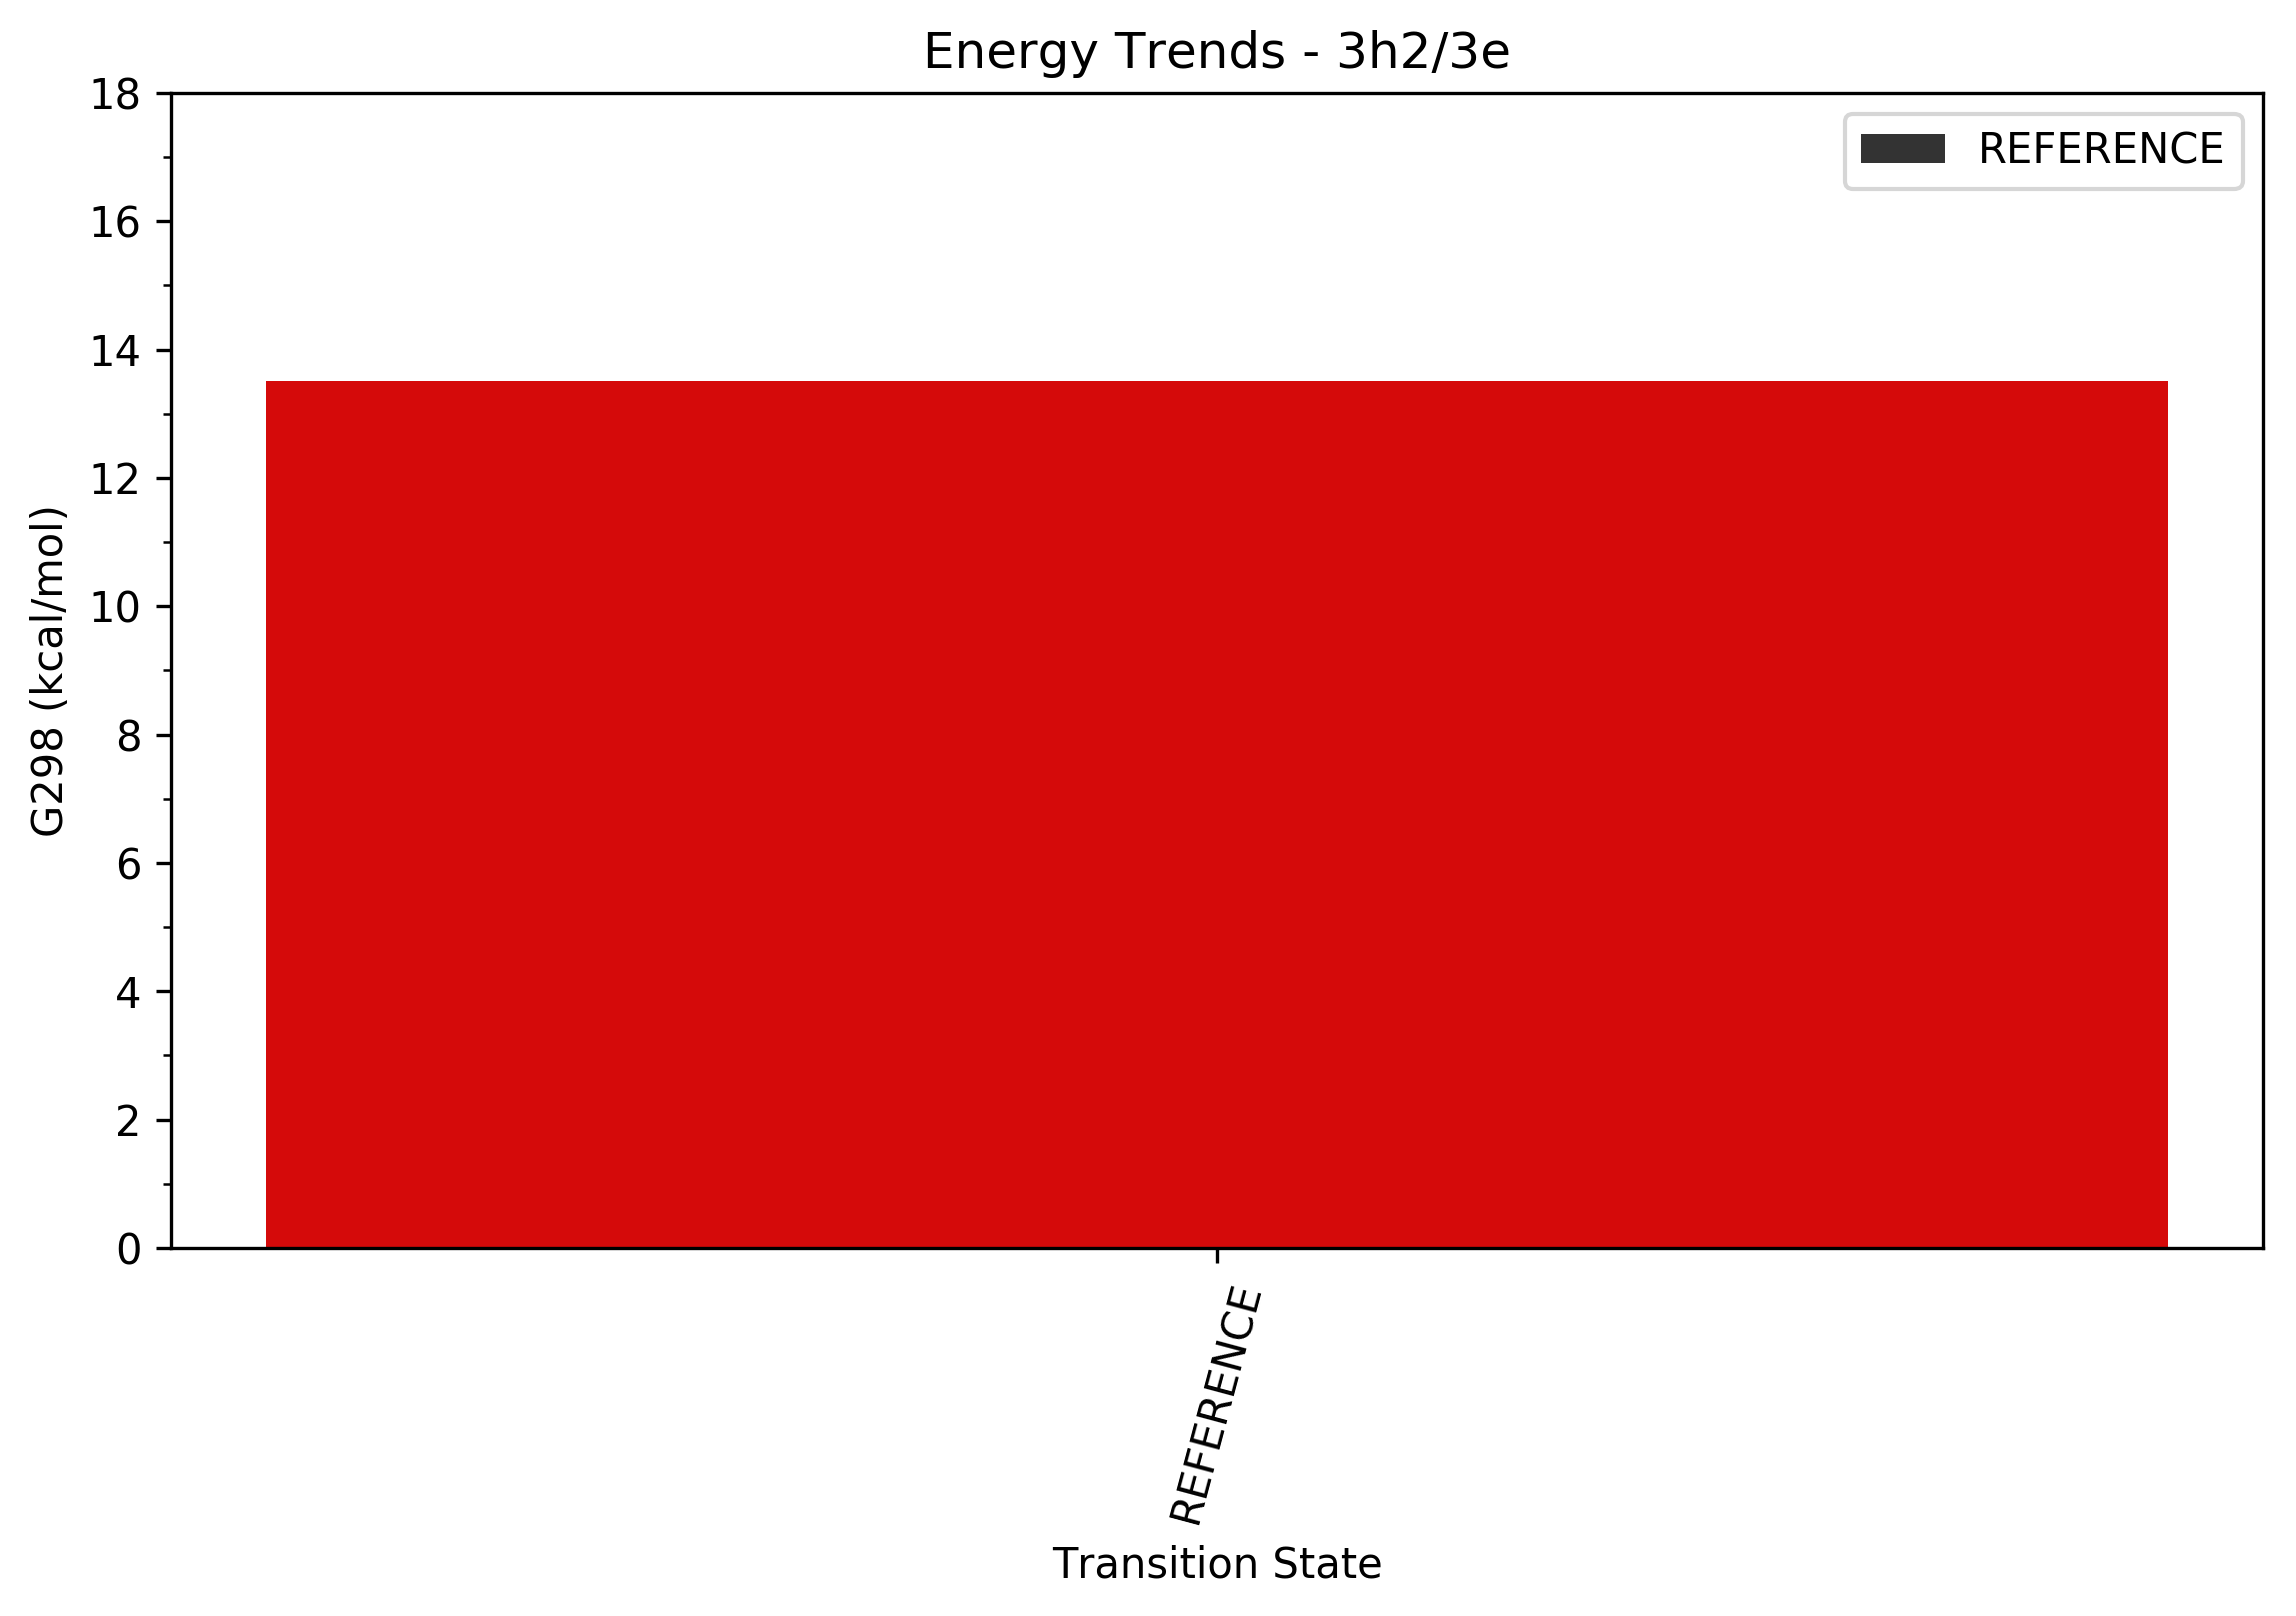 Energy Trends - 3h2/3e
REFERENCE
G298 (kcal/mol)
18
16
14
12
10
8
6
4
2
0
REFERENCE
Transition State